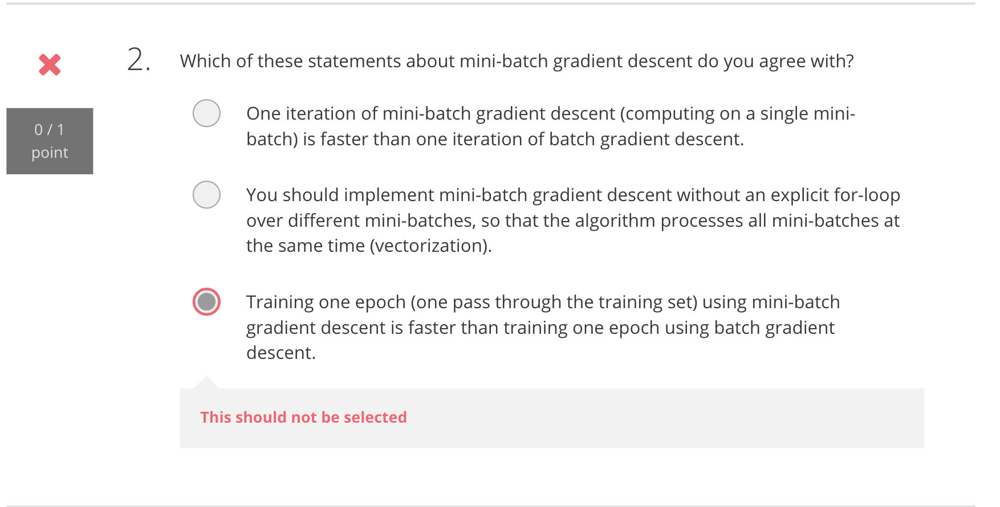 2. Which of these statements about mini-batch gradient descent do you agree with?
0 / 1
point
One iteration of mini-batch gradient descent (computing on a single mini-
batch) is faster than one iteration of batch gradient descent.
You should implement mini-batch gradient descent without an explicit for-loop
over different mini-batches, so that the algorithm processes all mini-batches at
the same time (vectorization).
Training one epoch (one pass through the training set) using mini-batch
gradient descent is faster than training one epoch using batch gradient
descent.
This should not be selected